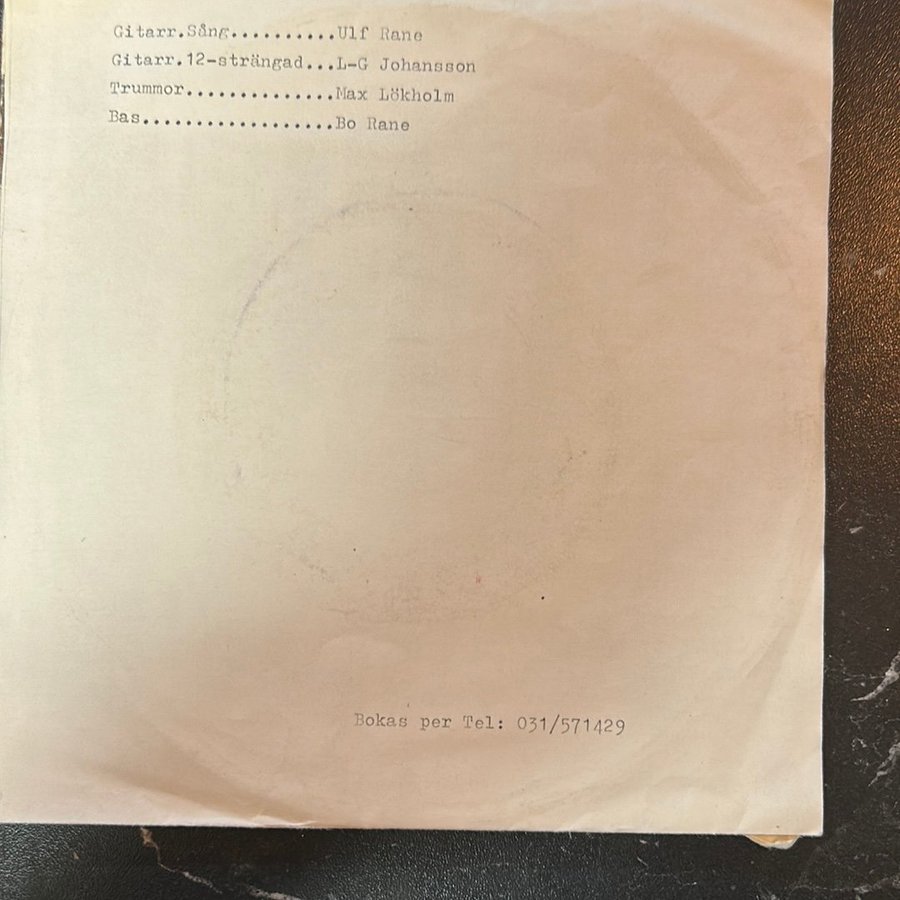 Gitarr.Sång..........Ulf Rane
Gitarr.12-strängad...L-G Johansson
Trummor..............Max Lökholm
Bas..................Bo Rane
Bokas per Tel: 031/571429